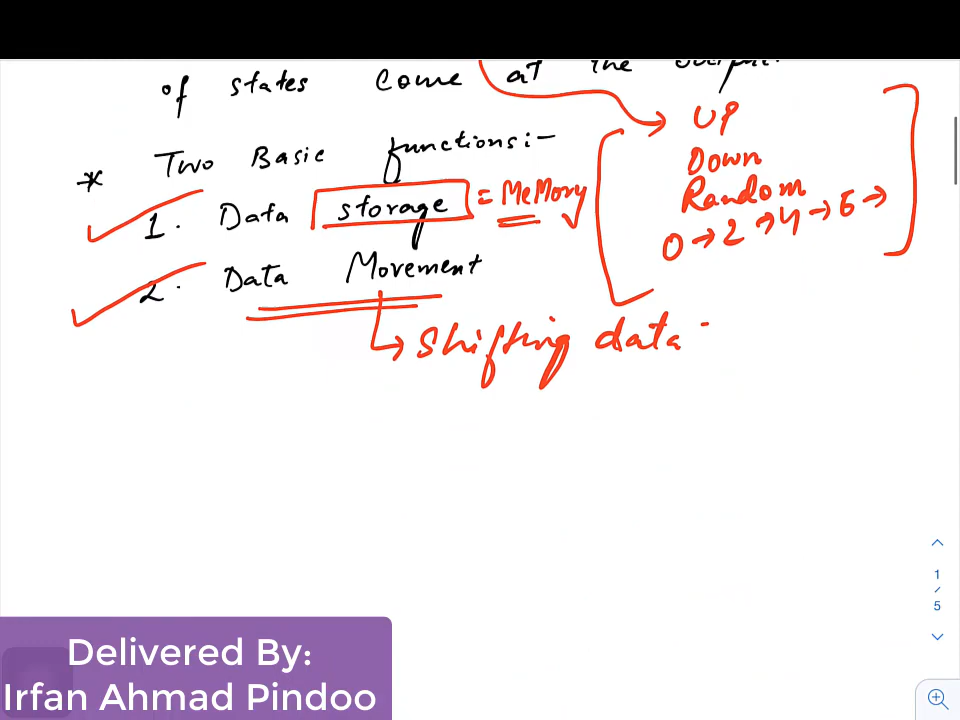 of states come at the output.
UP
* Two Basic functions:-
Down
1. Data storage = MeMory
Random
0 → 2 → 4 → 6 →
2. Data Movement
→ Shifting data
1
/
5
Delivered By:
Irfan Ahmad Pindoo